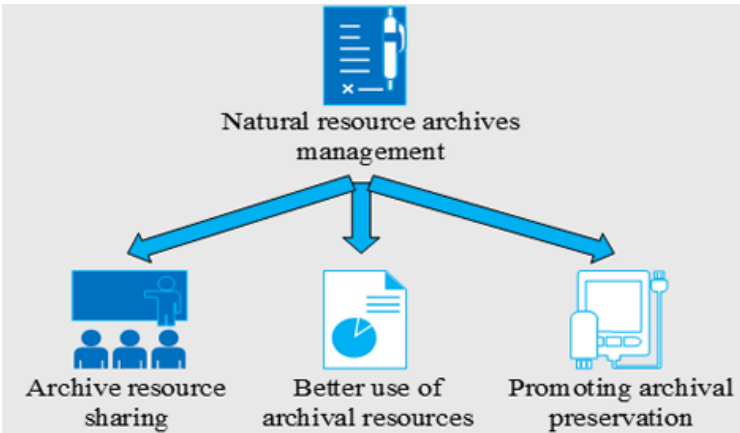 Natural resource archives
management
Archive resource
sharing
Better use of
archival resources
Promoting archival
preservation